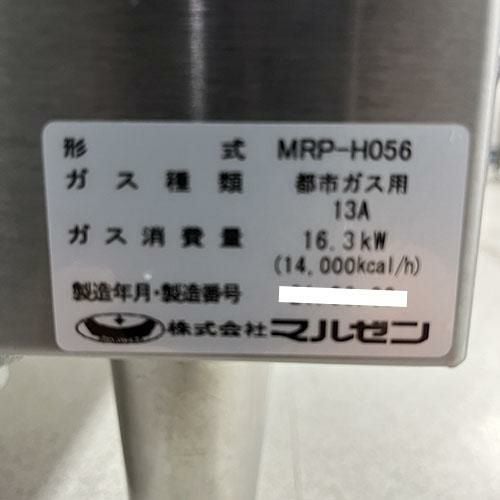 形式 MRP-H056
ガス種類 都市ガス用
13A
ガス消費量 16.3kW
(14,000kcal/h)
製造年月・製造番号
株式会社マルゼン